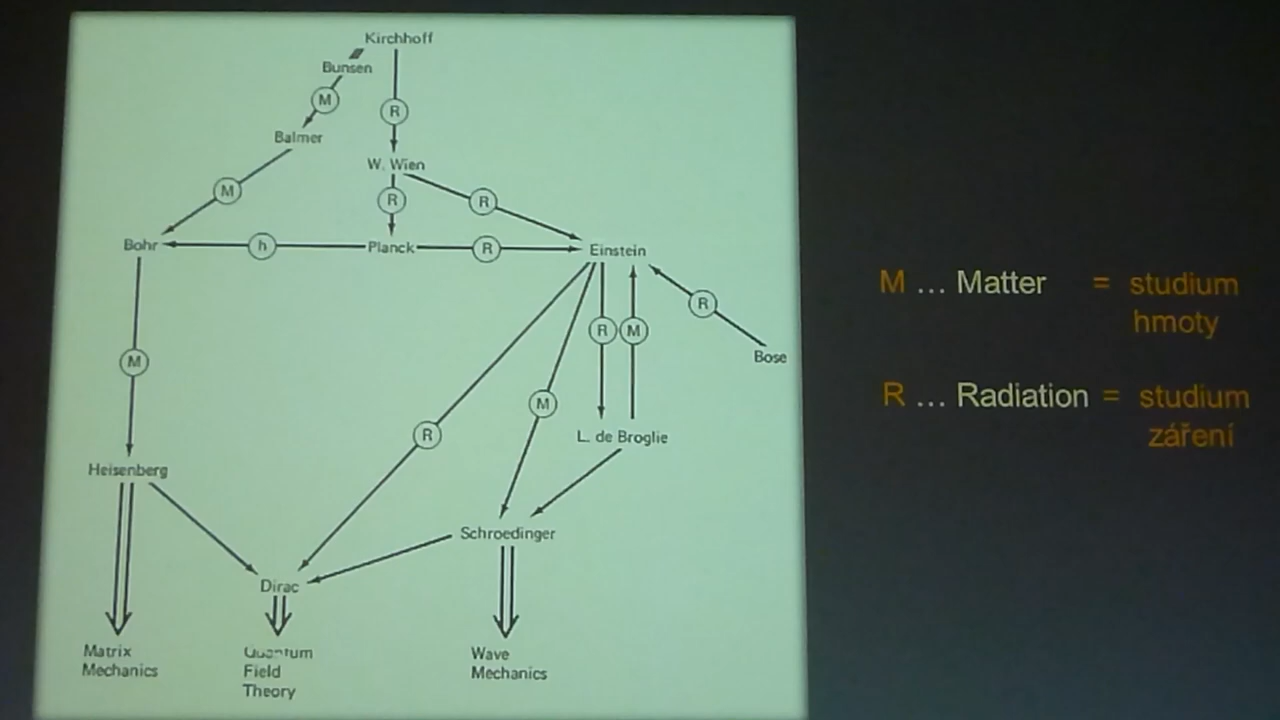 Kirchhoff
Bunsen
M
R
Balmer
W. Wien
M
R
R
Bohr
h
Planck
R
Einstein
R
R
M
Bose
M
M
R
L. de Broglie
Heisenberg
Schroedinger
Dirac
Matrix
Mechanics
Quantum
Field
Theory
Wave
Mechanics
M ... Matter = studium
hmoty
R ... Radiation = studium
záření